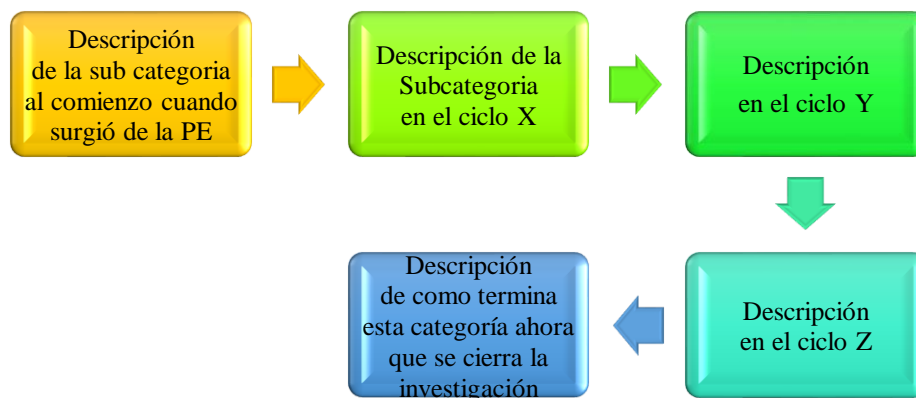 Descripción
de la sub categoria
al comienzo cuando
surgió de la PE
Descripción de la
Subcategoria
en el ciclo X
Descripción
en el ciclo Y
Descripción
en el ciclo Z
Descripción
de como termina
esta categoría ahora
que se cierra la
investigación